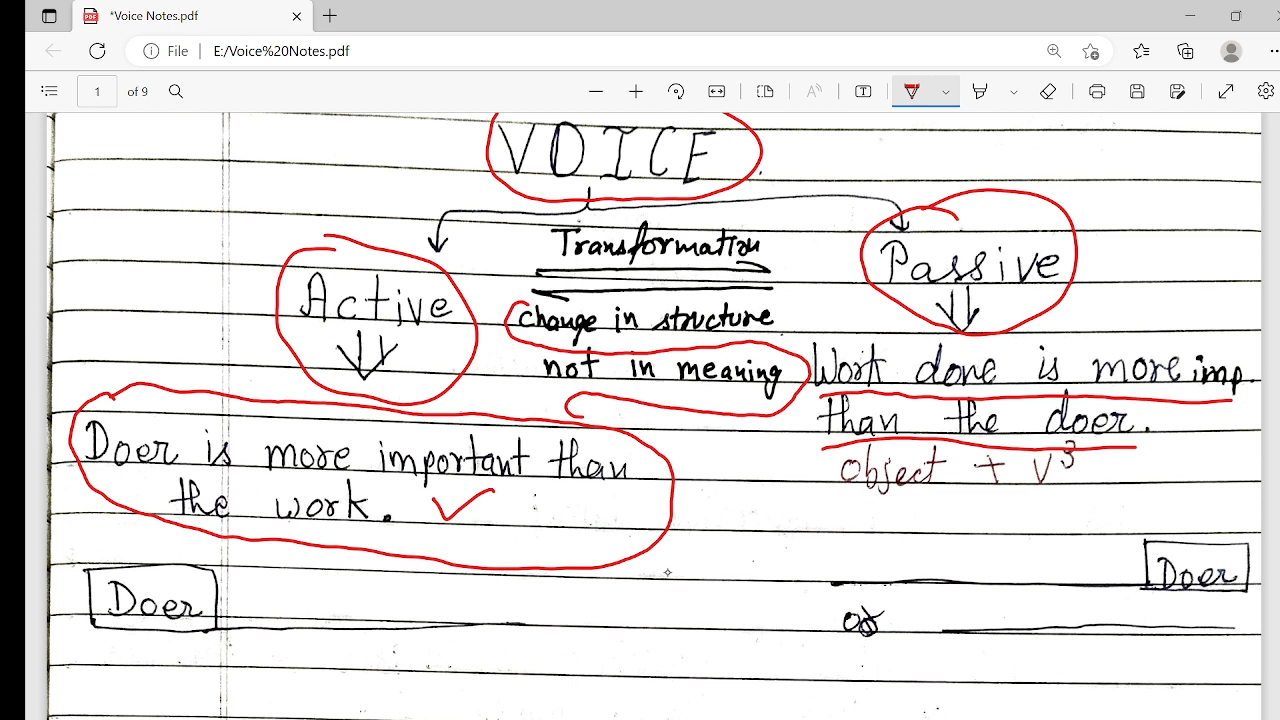 *Voice Notes.pdf
File
E:/Voice%20Notes.pdf
1 of 9
VOICE
Transformation
Active
Passive
change in structure
not in meaning
Work done is more imp.
than the doer.
object + V3
Doer is more important than
the work.
Doer
Doer
or